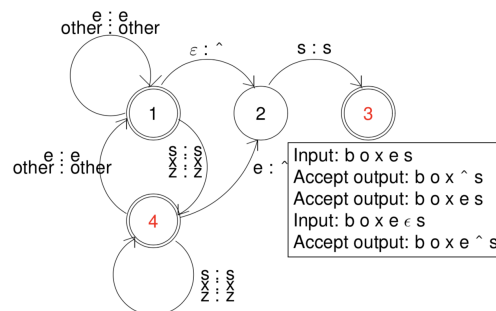 e : e
other : other
ε : ^
s : s
1
2
3
e : e
other : other
s : s
x : x
z : z
e : ^
4
s : s
x : x
z : z
Input: b o x e s
Accept output: b o x ^ s
Accept output: b o x e s
Input: b o x e ϵ s
Accept output: b o x e ^ s